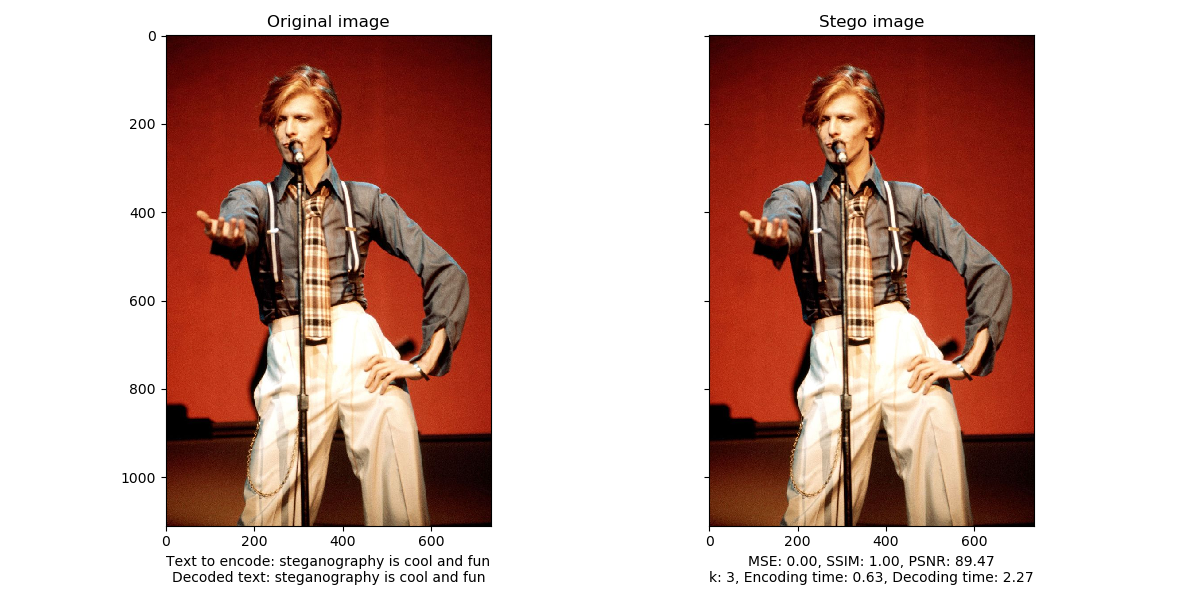 Original image
Stego image
0
200
400
600
800
1000
0 200 400 600
0 200 400 600
Text to encode: steganography is cool and fun
Decoded text: steganography is cool and fun
MSE: 0.00, SSIM: 1.00, PSNR: 89.47
k: 3, Encoding time: 0.63, Decoding time: 2.27